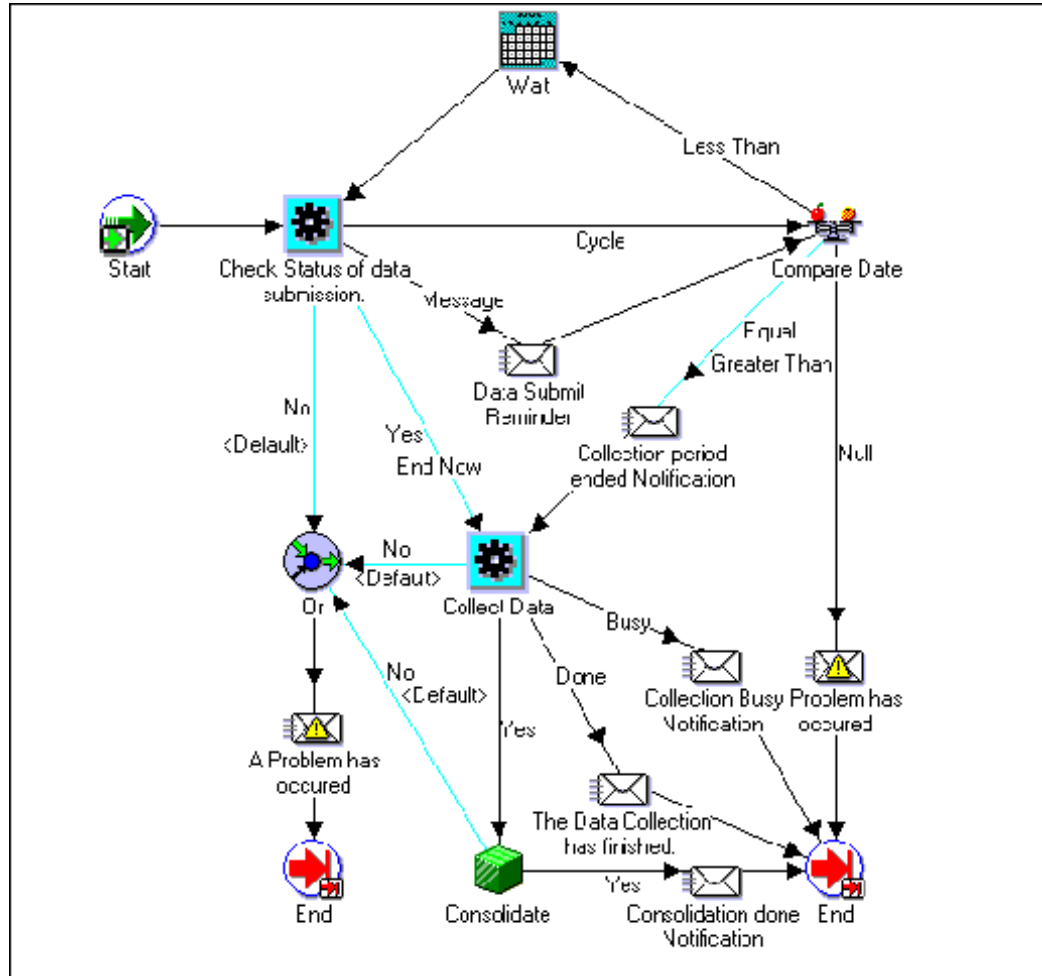 Wait
Less Than
Start
Check Status of data
submission.
Cycle
Compare Date
Message
Equal
Greater Than
Data Submit
Reminder
No
<Default>
Yes
End Now
Collection period
ended Notification
Null
No
<Default>
Or
Collect Data
Busy
No
<Default>
Done
Collection Busy
Notification
Problem has
occured
Yes
A Problem has
occured
The Data Collection
has finished.
End
Consolidate
Yes
Consolidation done
Notification
End